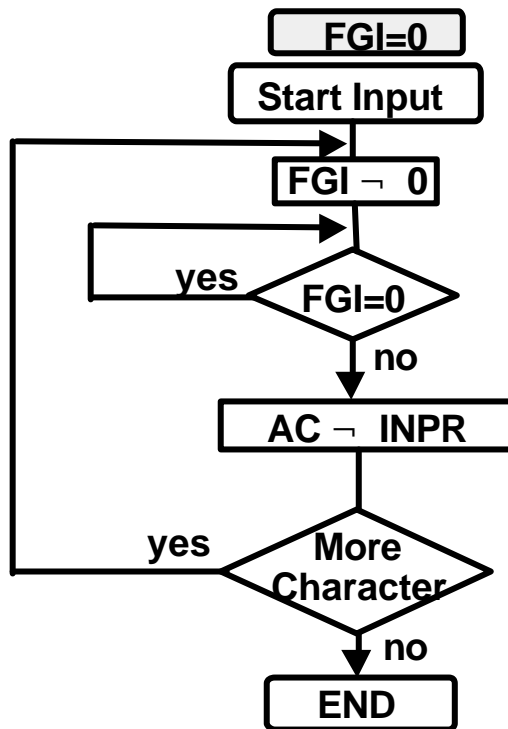 FGI=0
Start Input
FGI ¬ 0
yes
FGI=0
no
AC ¬ INPR
yes
More
Character
no
END